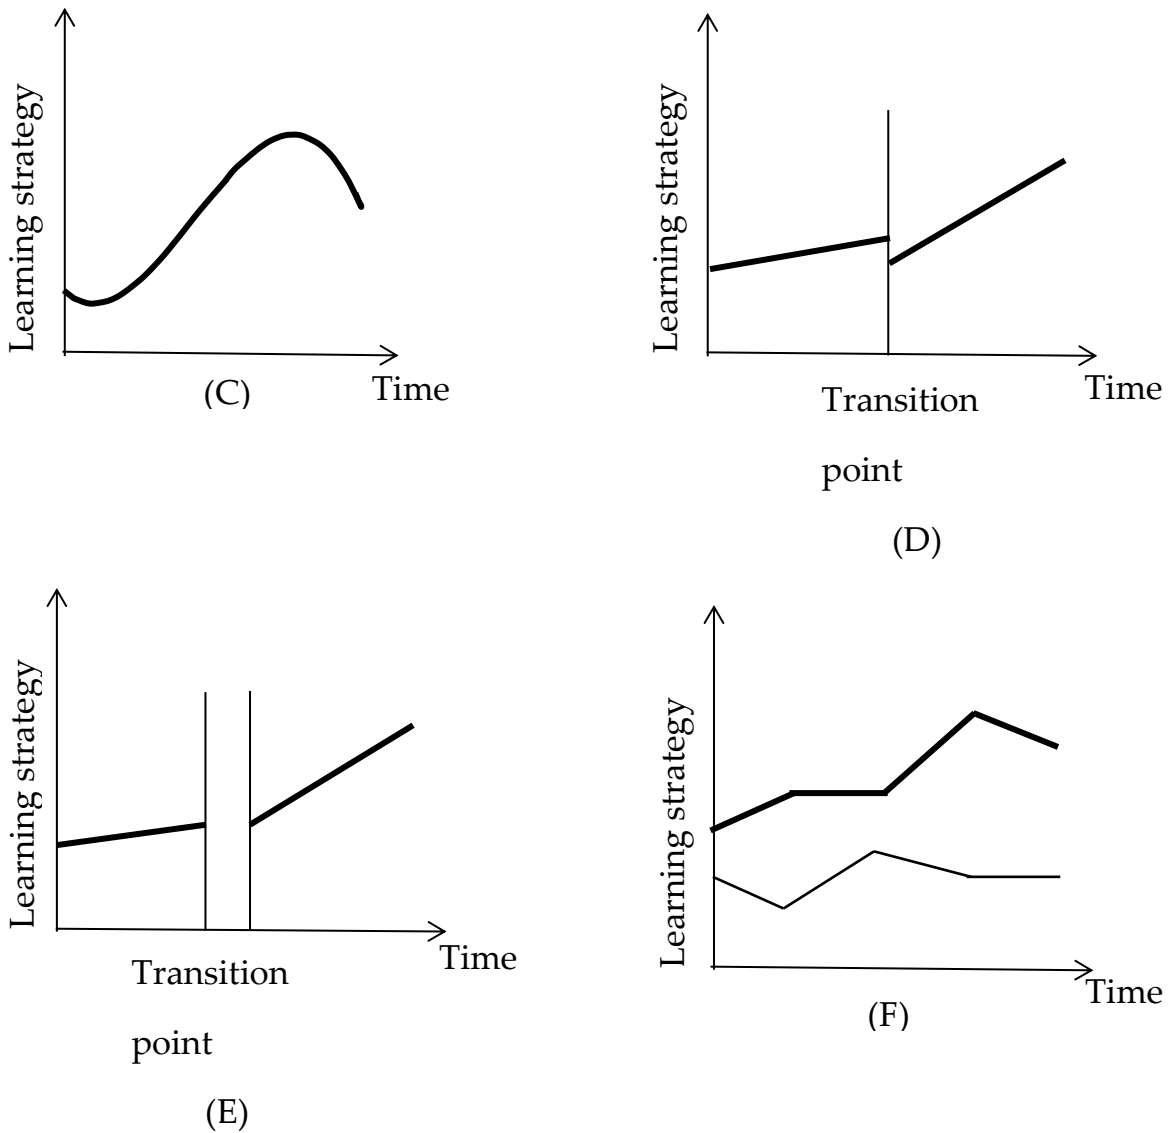 Learning strategy
Time
(C)
Learning strategy
Time
Transition
point
(D)
Learning strategy
Time
Transition
point
(E)
Learning strategy
Time
(F)